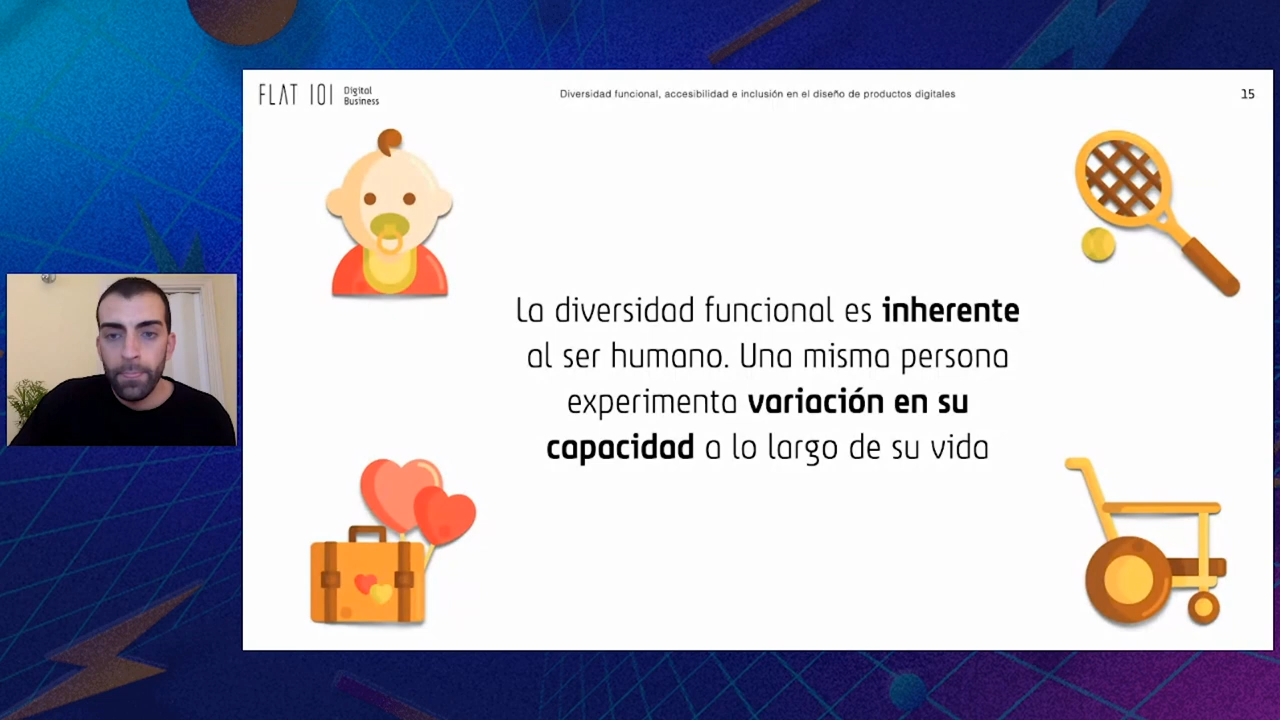 FLAT 101 Digital
Business
Diversidad funcional, accesibilidad e inclusión en el diseño de productos digitales
15
La diversidad funcional es inherente
al ser humano. Una misma persona
experimenta variación en su
capacidad a lo largo de su vida